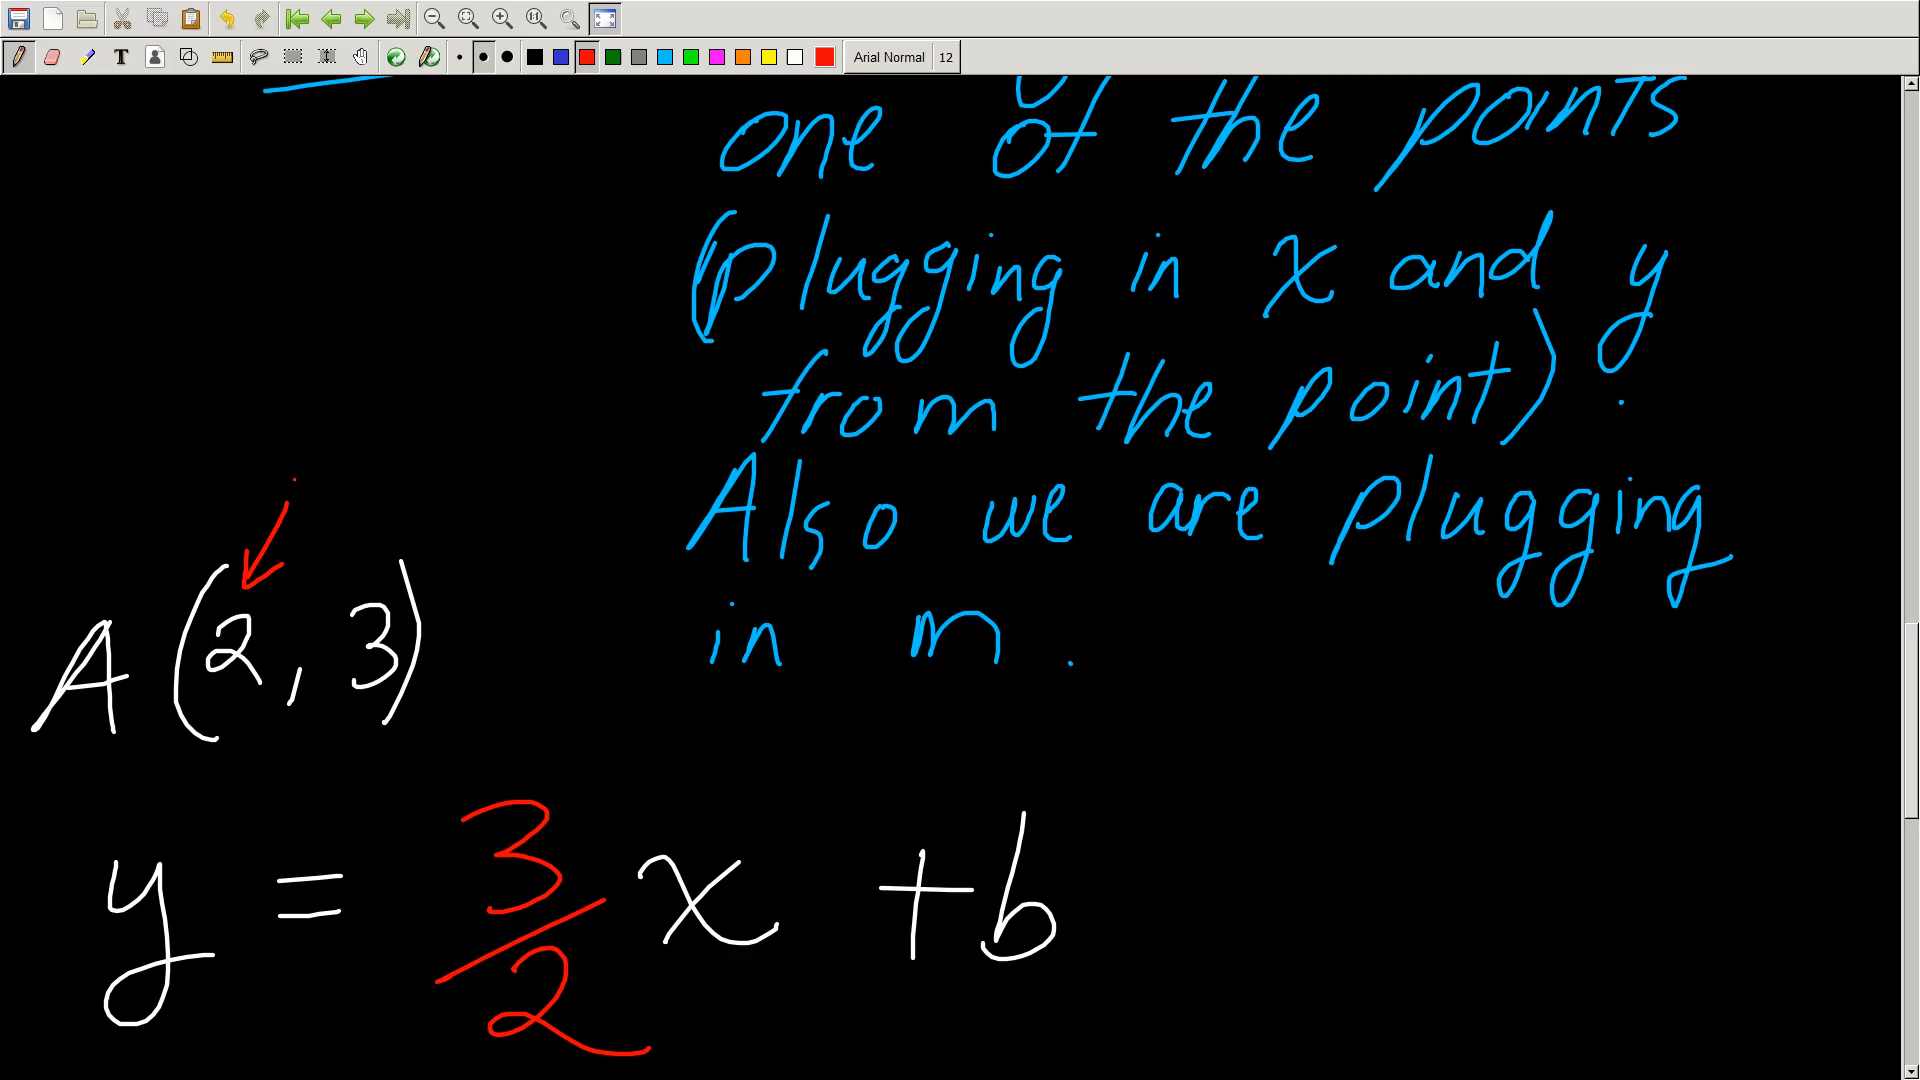 Arial Normal 12
one of the points
(plugging in x and y
from the point).
Also we are plugging
in m.
A(2, 3)
y = 3/2 x + b